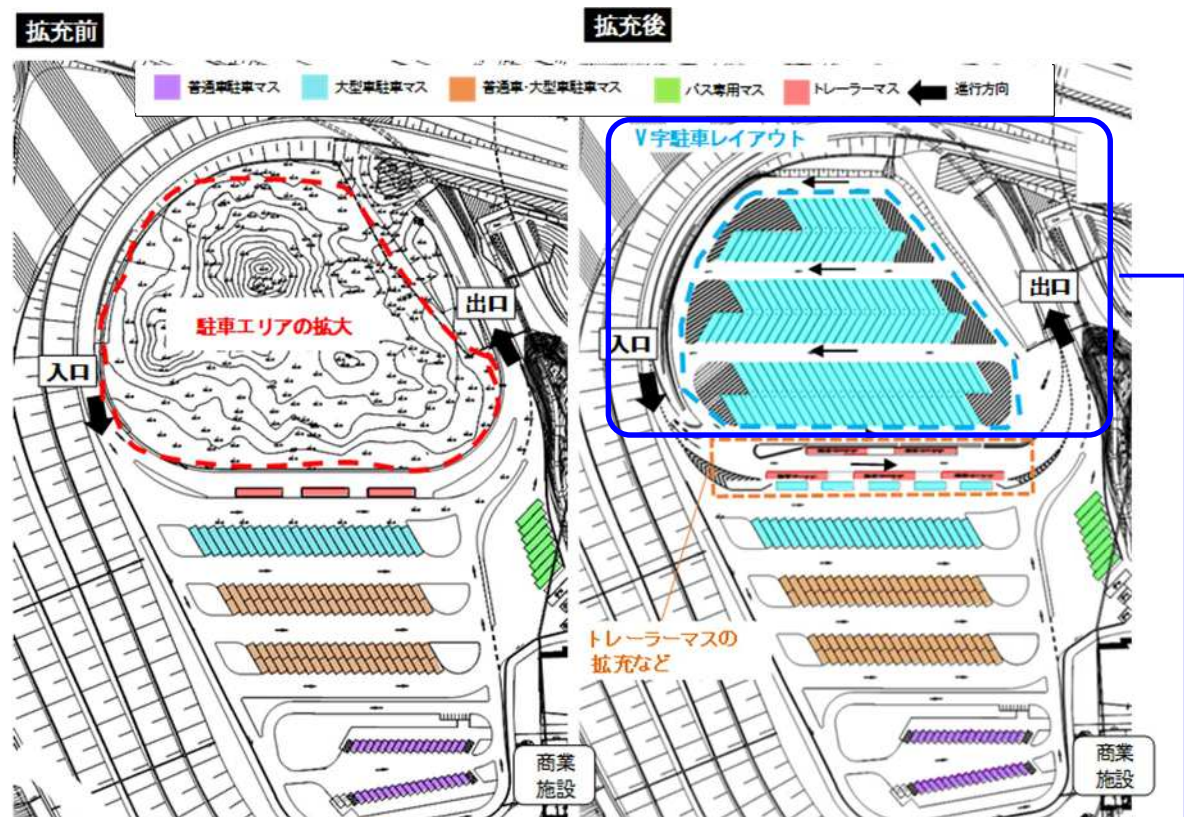 拡充前
拡充後
普通車駐車マス
大型車駐車マス
普通車・大型車駐車マス
バス専用マス
トレーラーマス
進行方向
駐車エリアの拡大
出口
入口
商業
施設
V字駐車レイアウト
出口
入口
トレーラーマスの
拡充など
商業
施設